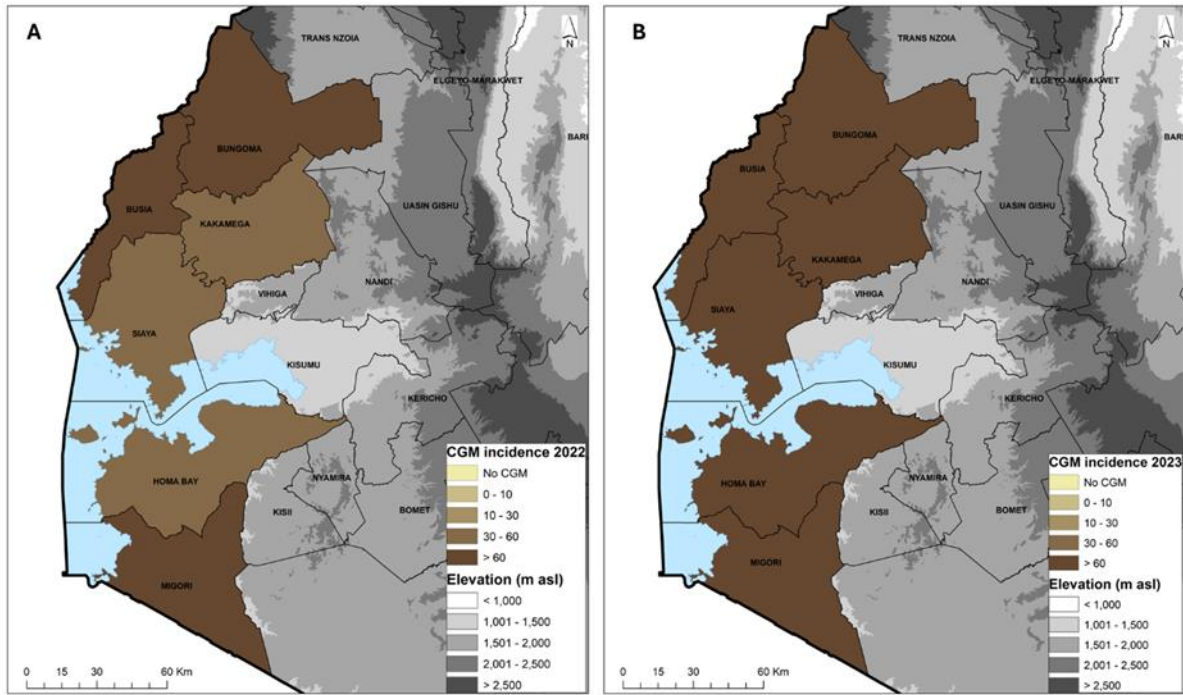 A
N
TRANS NZOIA
ELGEYO-MARAKWET
BARI
BUNGOMA
BUSIA
KAKAMEGA
UASIN GISHU
VIHIGA
NANDI
SIAYA
KISUMU
KERICHO
HOMA BAY
NYAMIRA
KISII
BOMET
MIGORI
CGM incidence 2022
No CGM
0 - 10
10 - 30
30 - 60
> 60
Elevation (m asl)
< 1,000
1,001 - 1,500
1,501 - 2,000
2,001 - 2,500
> 2,500
0 15 30 60 Km
B
N
TRANS NZOIA
ELGEYO-MARAKWET
BARI
BUNGOMA
BUSIA
UASIN GISHU
KAKAMEGA
NANDI
VIHIGA
SIAYA
KISUMU
KERICHO
NYAMIRA
HOMA BAY
BOMET
KISII
MIGORI
CGM incidence 2023
No CGM
0 - 10
10 - 30
30 - 60
> 60
Elevation (m asl)
< 1,000
1,001 - 1,500
1,501 - 2,000
2,001 - 2,500
> 2,500
0 15 30 60 Km